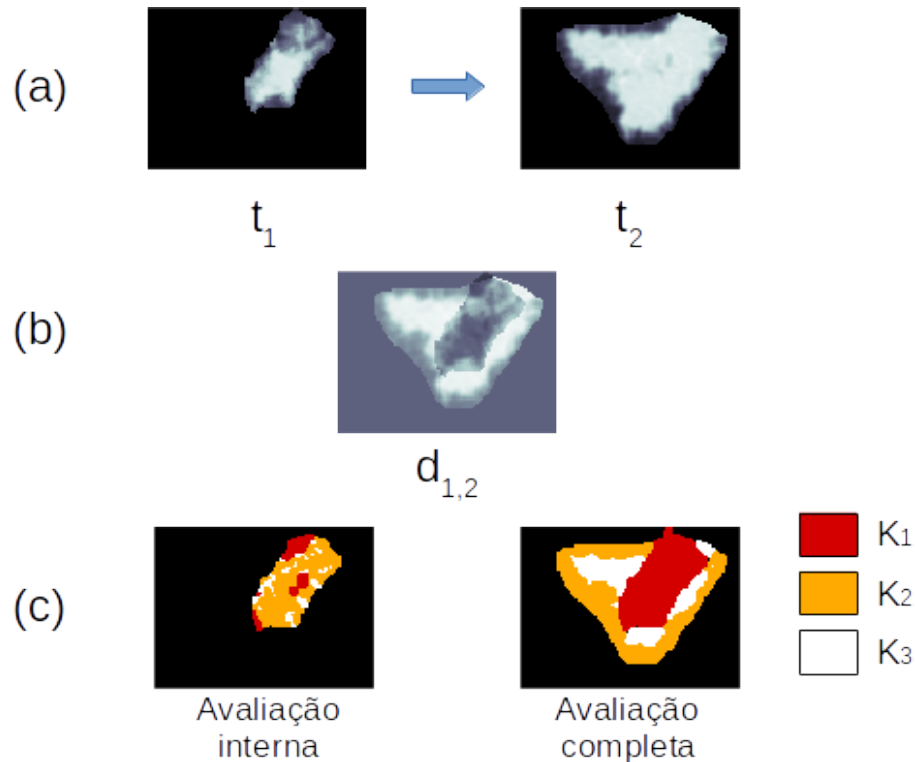 (a)
t1
t2
(b)
d1,2
(c)
K1
K2
K3
Avaliação
interna
Avaliação
completa